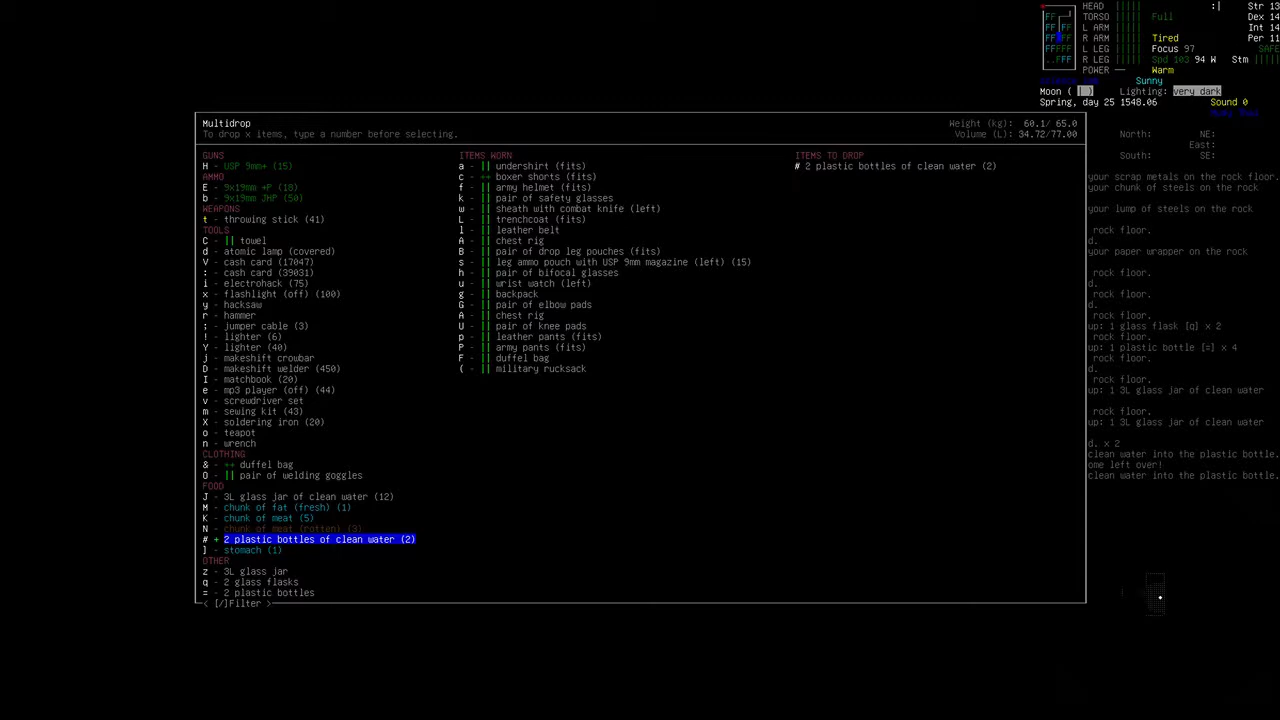 HEAD ||||| :| Str 13
TORSO ||||| Full Dex 14
L ARM ||||| Int 14
R ARM ||||| Tired Per 11
L LEG ||||| Focus 97 SAFE
R LEG ||||| Spd 103 94 W Stm |||||
POWER -- Warm
Sunny
Moon ( | ) Lighting: very dark
Spring, day 25 1548.06 Sound 0
Multidrop Weight (kg): 60.1/ 65.0
To drop x items, type a number before selecting. Volume (L): 34.72/77.00
North: NE:
East:
South: SE:
GUNS
H - USP 9mm+ (15)
AMMO
E - 9x19mm +P (18)
b - 9x19mm JHP (50)
WEAPONS
t - throwing stick (41)
TOOLS
C - || towel
d - atomic lamp (covered)
V - cash card (17047)
: - cash card (39031)
i - electrohack (75)
x - flashlight (off) (100)
y - hacksaw
r - hammer
; - jumper cable (3)
! - lighter (6)
Y - lighter (40)
j - makeshift crowbar
D - makeshift welder (450)
I - matchbook (20)
e - mp3 player (off) (44)
v - screwdriver set
m - sewing kit (43)
X - soldering iron (20)
o - teapot
n - wrench
CLOTHING
& - ++ duffel bag
O - || pair of welding goggles
FOOD
J - 3L glass jar of clean water (12)
M - chunk of fat (fresh) (1)
K - chunk of meat (5)
N - chunk of meat (rotten) (3)
# + 2 plastic bottles of clean water (2)
] - stomach (1)
OTHER
z - 3L glass jar
q - 2 glass flasks
= - 2 plastic bottles
< [/]Filter >
ITEMS WORN
a - || undershirt (fits)
c - ++ boxer shorts (fits)
f - || army helmet (fits)
k - || pair of safety glasses
w - || sheath with combat knife (left)
L - || trenchcoat (fits)
l - || leather belt
A - || chest rig
B - || pair of drop leg pouches (fits)
s - || leg ammo pouch with USP 9mm magazine (left) (15)
h - || pair of bifocal glasses
u - || wrist watch (left)
g - || backpack
G - || pair of elbow pads
A - || chest rig
U - || pair of knee pads
p - || leather pants (fits)
P - || army pants (fits)
F - || duffel bag
( - || military rucksack
ITEMS TO DROP
# 2 plastic bottles of clean water (2)
your scrap metals on the rock floor.
your chunk of steels on the rock
your lump of steels on the rock
rock floor.
d.
your paper wrapper on the rock
rock floor.
d.
rock floor.
d.
rock floor.
up: 1 glass flask [q] x 2
rock floor.
up: 1 plastic bottle [=] x 4
rock floor.
d.
rock floor.
up: 1 3L glass jar of clean water
rock floor.
up: 1 3L glass jar of clean water
d. x 2
clean water into the plastic bottle.
ome left over!
clean water into the plastic bottle.